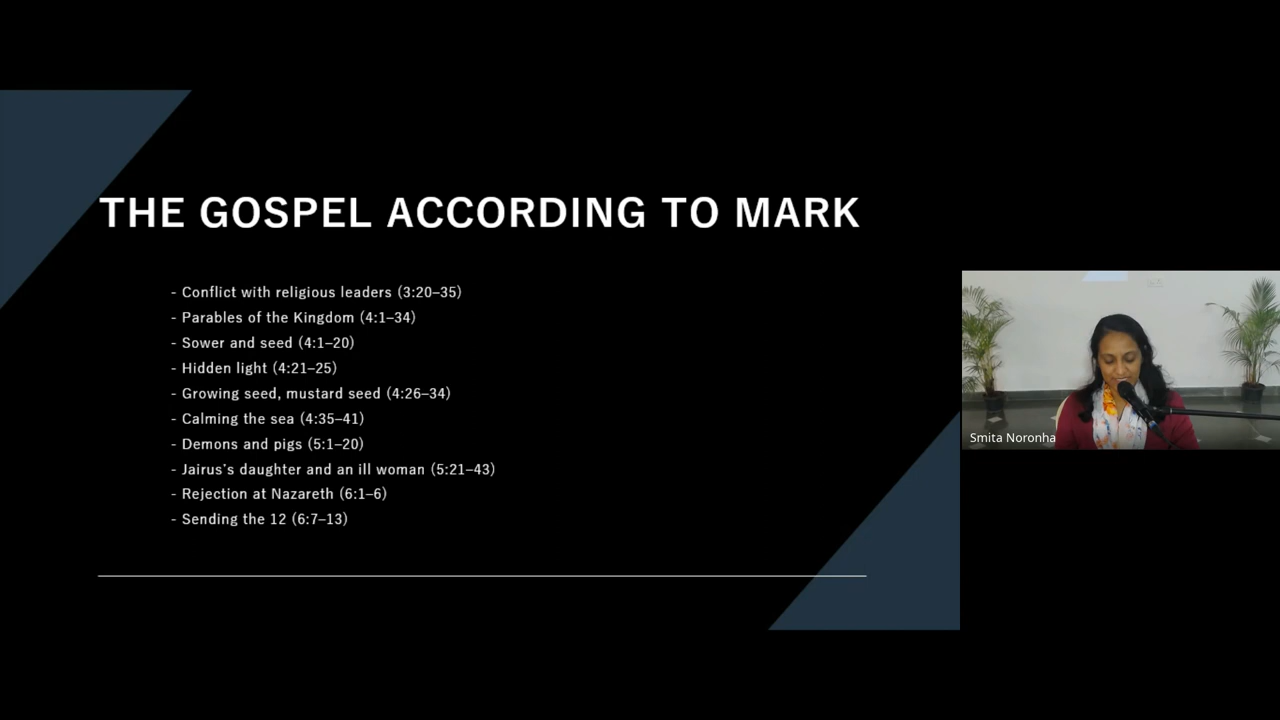 THE GOSPEL ACCORDING TO MARK
- Conflict with religious leaders (3:20–35)
- Parables of the Kingdom (4:1–34)
- Sower and seed (4:1–20)
- Hidden light (4:21–25)
- Growing seed, mustard seed (4:26–34)
- Calming the sea (4:35–41)
- Demons and pigs (5:1–20)
- Jairus's daughter and an ill woman (5:21–43)
- Rejection at Nazareth (6:1–6)
- Sending the 12 (6:7–13)
Smita Noronha